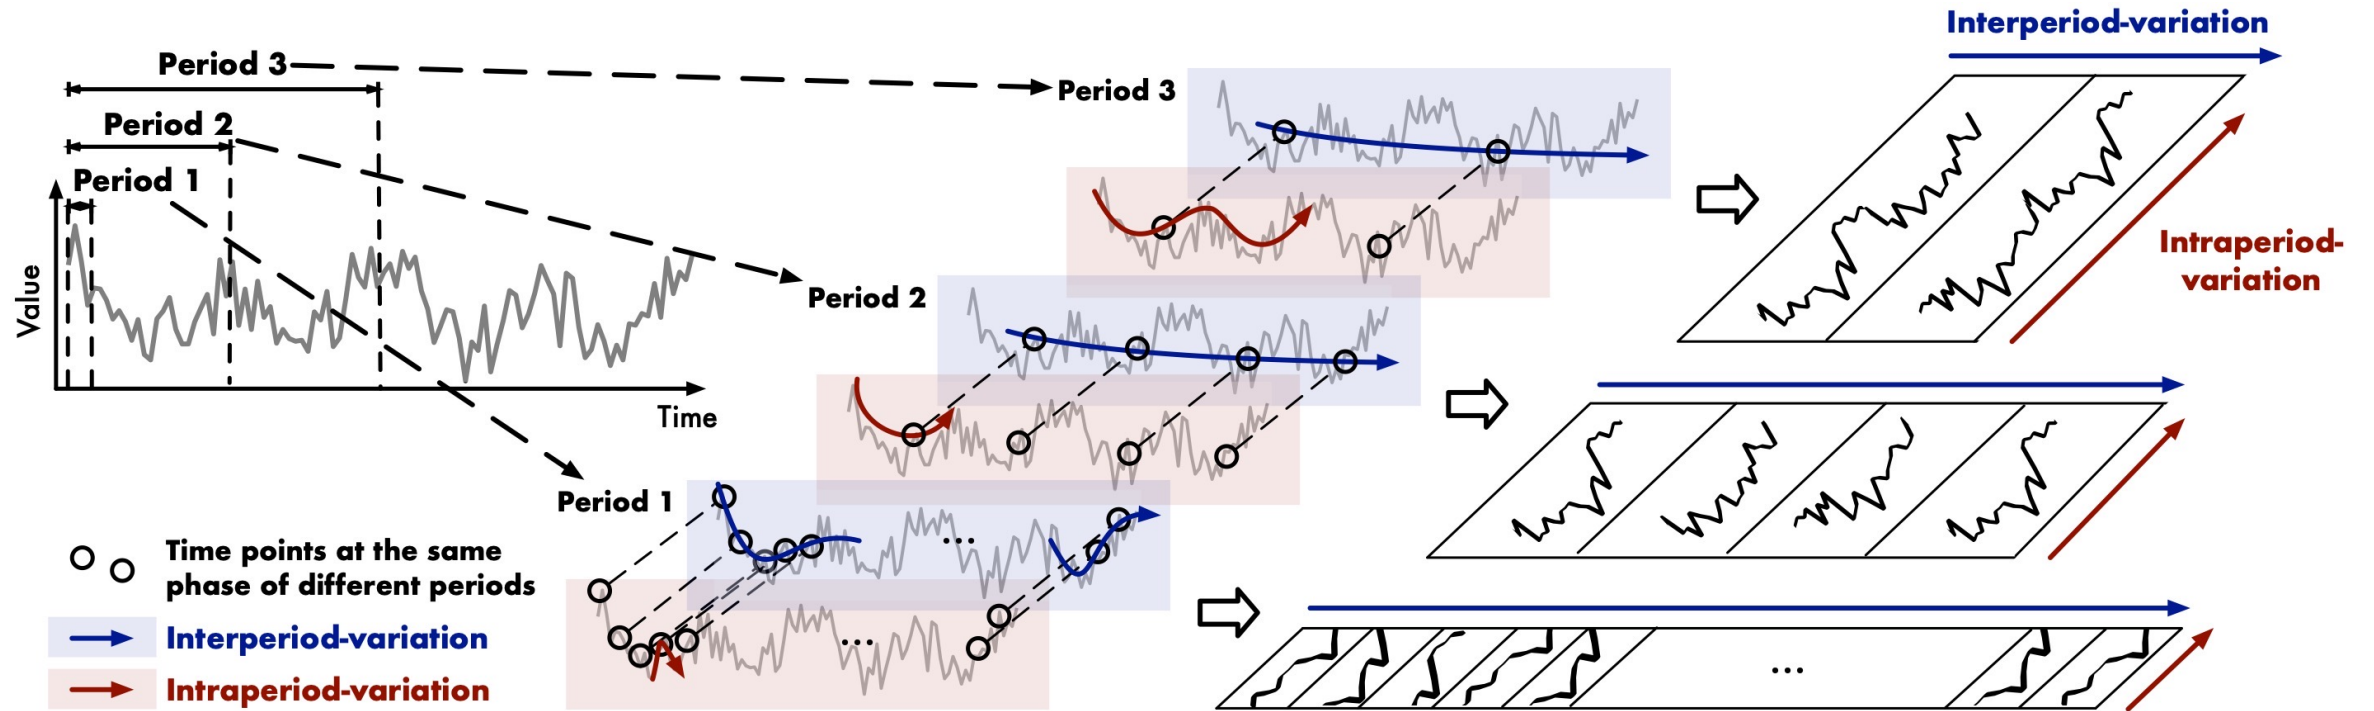 Interperiod-variation
Period 3
Period 3
Period 2
Period 1
Value
Time
Intraperiod-
variation
Period 2
Period 1
...
...
...
Time points at the same
phase of different periods
Interperiod-variation
Intraperiod-variation